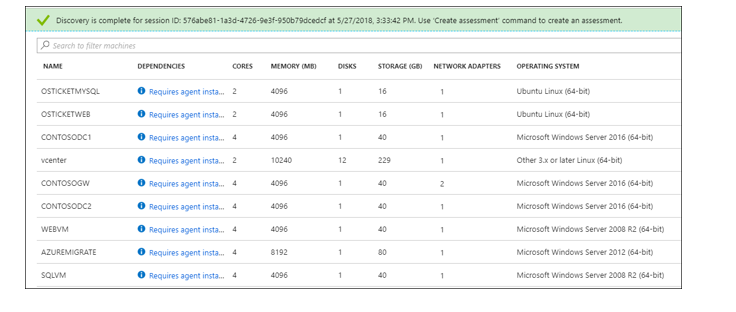 Discovery is complete for session ID: 576abe81-1a3d-4726-9e3f-950b79dcedcf at 5/27/2018, 3:33:42 PM. Use 'Create assessment' command to create an assessment.
Search to filter machines
NAME DEPENDENCIES CORES MEMORY (MB) DISKS STORAGE (GB) NETWORK ADAPTERS OPERATING SYSTEM
OSTICKETMYSQL Requires agent insta... 2 4096 1 16 1 Ubuntu Linux (64-bit)
OSTICKETWEB Requires agent insta... 2 4096 1 16 1 Ubuntu Linux (64-bit)
CONTOSODC1 Requires agent insta... 4 4096 1 40 1 Microsoft Windows Server 2016 (64-bit)
vcenter Requires agent insta... 2 10240 12 229 1 Other 3.x or later Linux (64-bit)
CONTOSOGW Requires agent insta... 4 4096 1 40 2 Microsoft Windows Server 2016 (64-bit)
CONTOSODC2 Requires agent insta... 4 4096 1 40 1 Microsoft Windows Server 2016 (64-bit)
WEBVM Requires agent insta... 4 4096 1 40 1 Microsoft Windows Server 2008 R2 (64-bit)
AZUREMIGRATE Requires agent insta... 4 8192 1 80 1 Microsoft Windows Server 2012 (64-bit)
SQLVM Requires agent insta... 4 4096 1 40 1 Microsoft Windows Server 2008 R2 (64-bit)